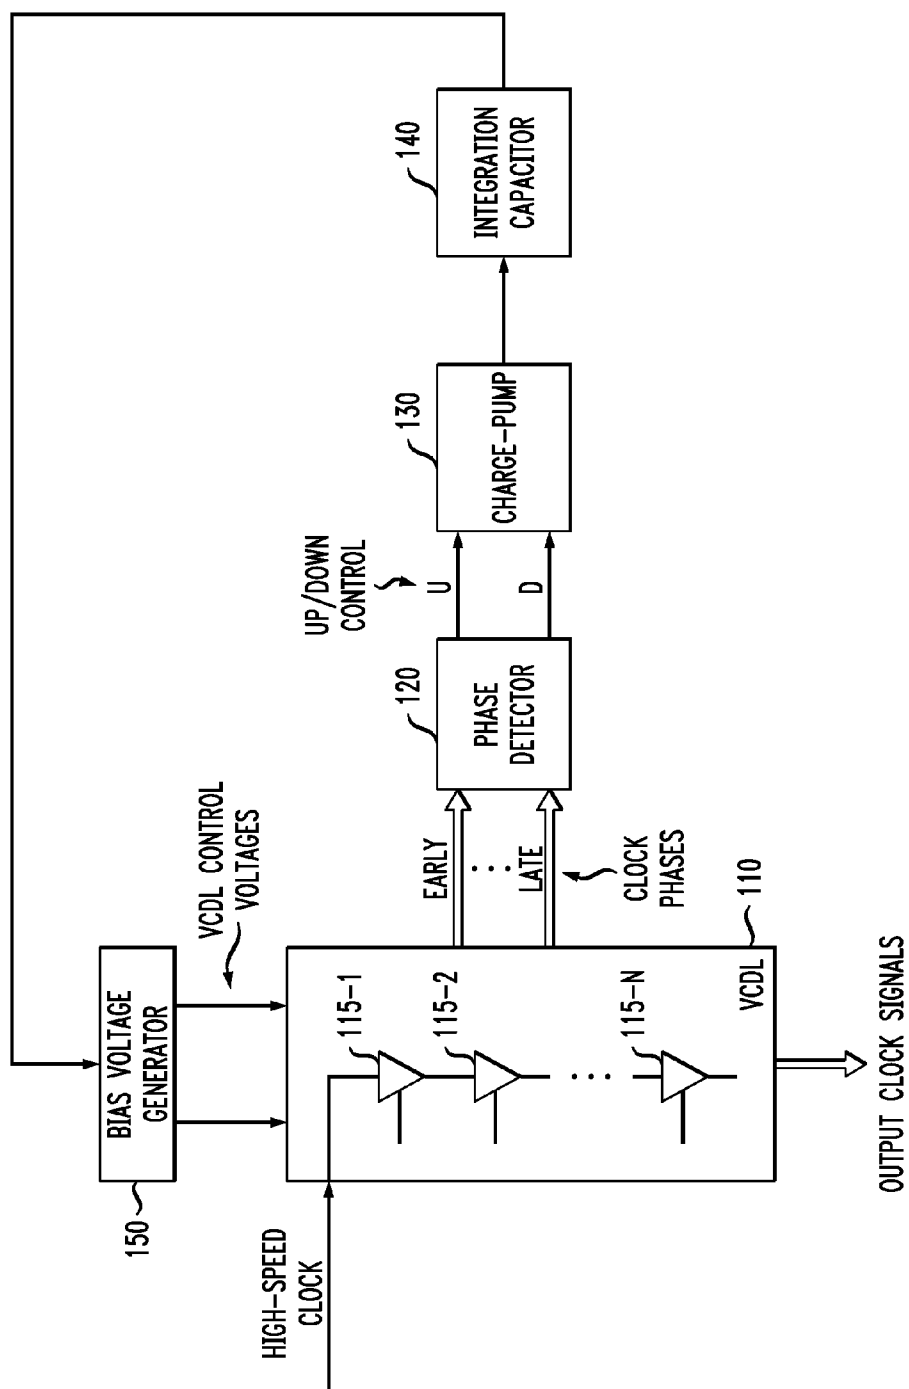 140
INTEGRATION
CAPACITOR
130
CHARGE-PUMP
UP/DOWN
CONTROL
U
D
120
PHASE
DETECTOR
VCDL CONTROL
VOLTAGES
EARLY
...
LATE
CLOCK
PHASES
BIAS VOLTAGE
GENERATOR
150
115-1
115-2
...
115-N
VCDL
110
HIGH-SPEED
CLOCK
OUTPUT CLOCK SIGNALS